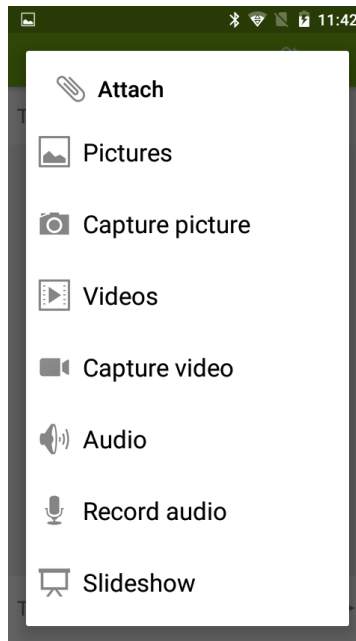 11:42
Attach
Pictures
Capture picture
Videos
Capture video
Audio
Record audio
Slideshow